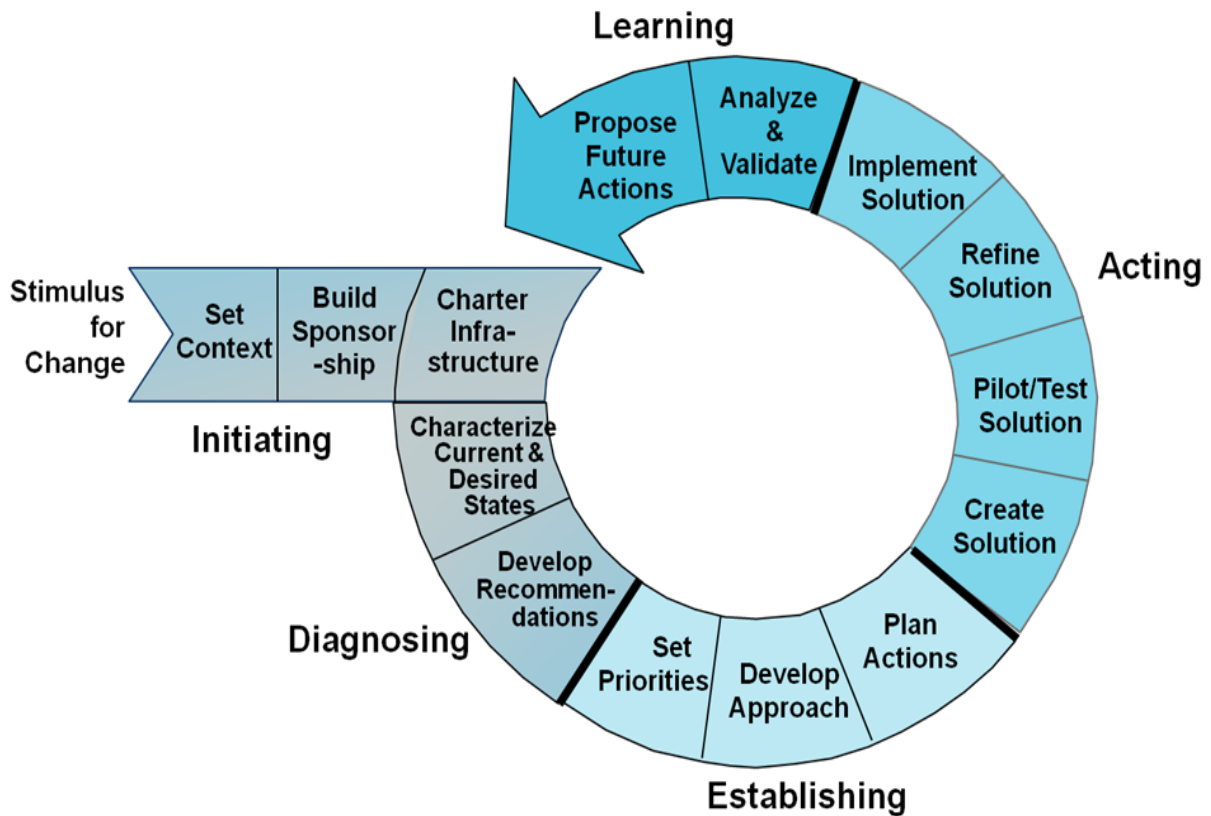 Learning
Propose
Future
Actions
Analyze
&
Validate
Implement
Solution
Refine
Solution
Acting
Pilot/Test
Solution
Create
Solution
Stimulus
for
Change
Set
Context
Build
Sponsor
-ship
Charter
Infra-
structure
Initiating
Characterize
Current &
Desired
States
Develop
Recommen-
dations
Diagnosing
Set
Priorities
Develop
Approach
Plan
Actions
Establishing